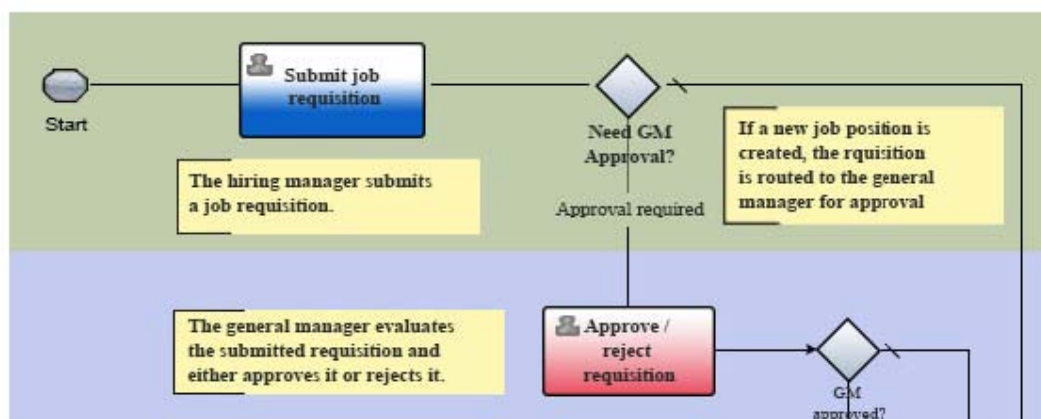 Submit job
requisition
Start
Need GM
Approval?
If a new job position is
created, the rquisition
is routed to the general
manager for approval
The hiring manager submits
a job requisition.
Approval required
The general manager evaluates
the submitted requisition and
either approves it or rejects it.
Approve /
reject
requisition
GM
approved?